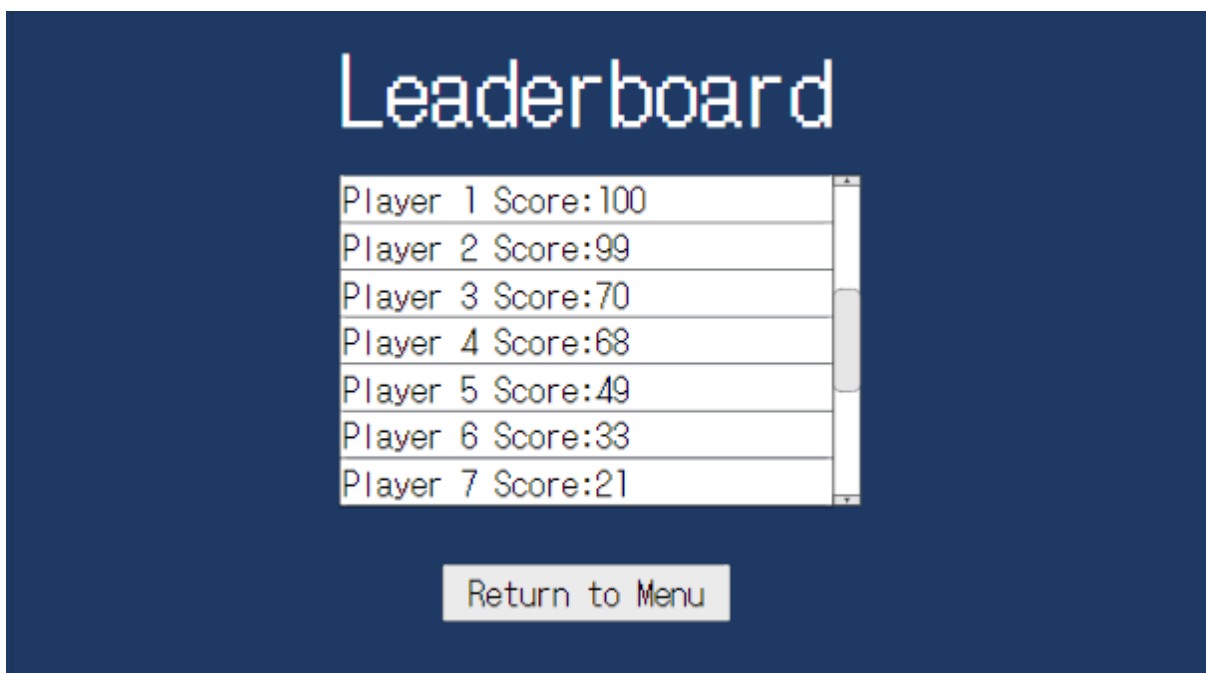 Leaderboard
Player 1 Score:100
Player 2 Score:99
Player 3 Score:70
Player 4 Score:68
Player 5 Score:49
Player 6 Score:33
Player 7 Score:21
Return to Menu